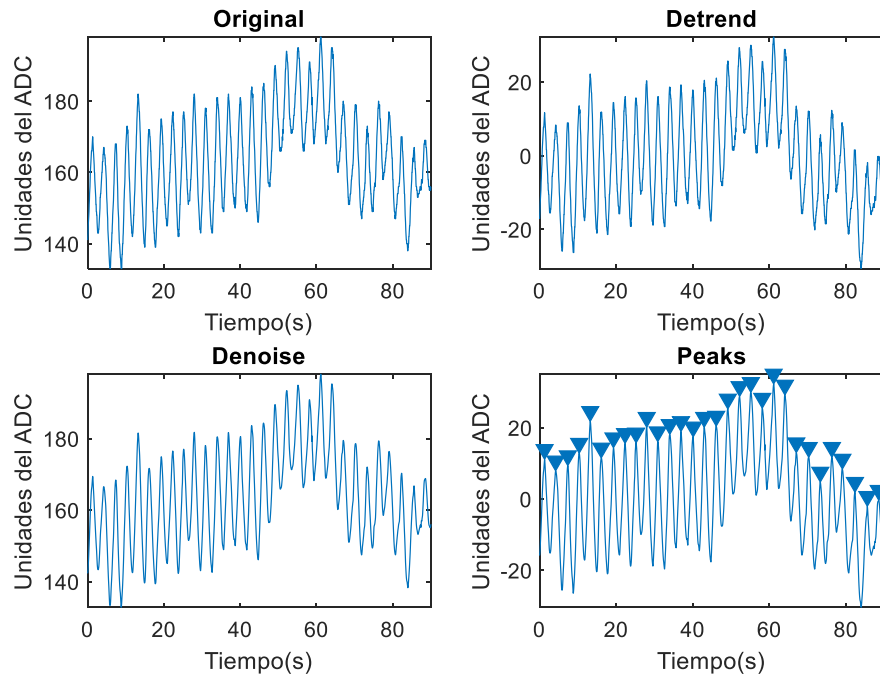 Original
Unidades del ADC
180
160
140
0 20 40 60 80
Tiempo(s)
Detrend
Unidades del ADC
20
0
-20
0 20 40 60 80
Tiempo(s)
Denoise
Unidades del ADC
180
160
140
0 20 40 60 80
Tiempo(s)
Peaks
Unidades del ADC
20
0
-20
0 20 40 60 80
Tiempo(s)